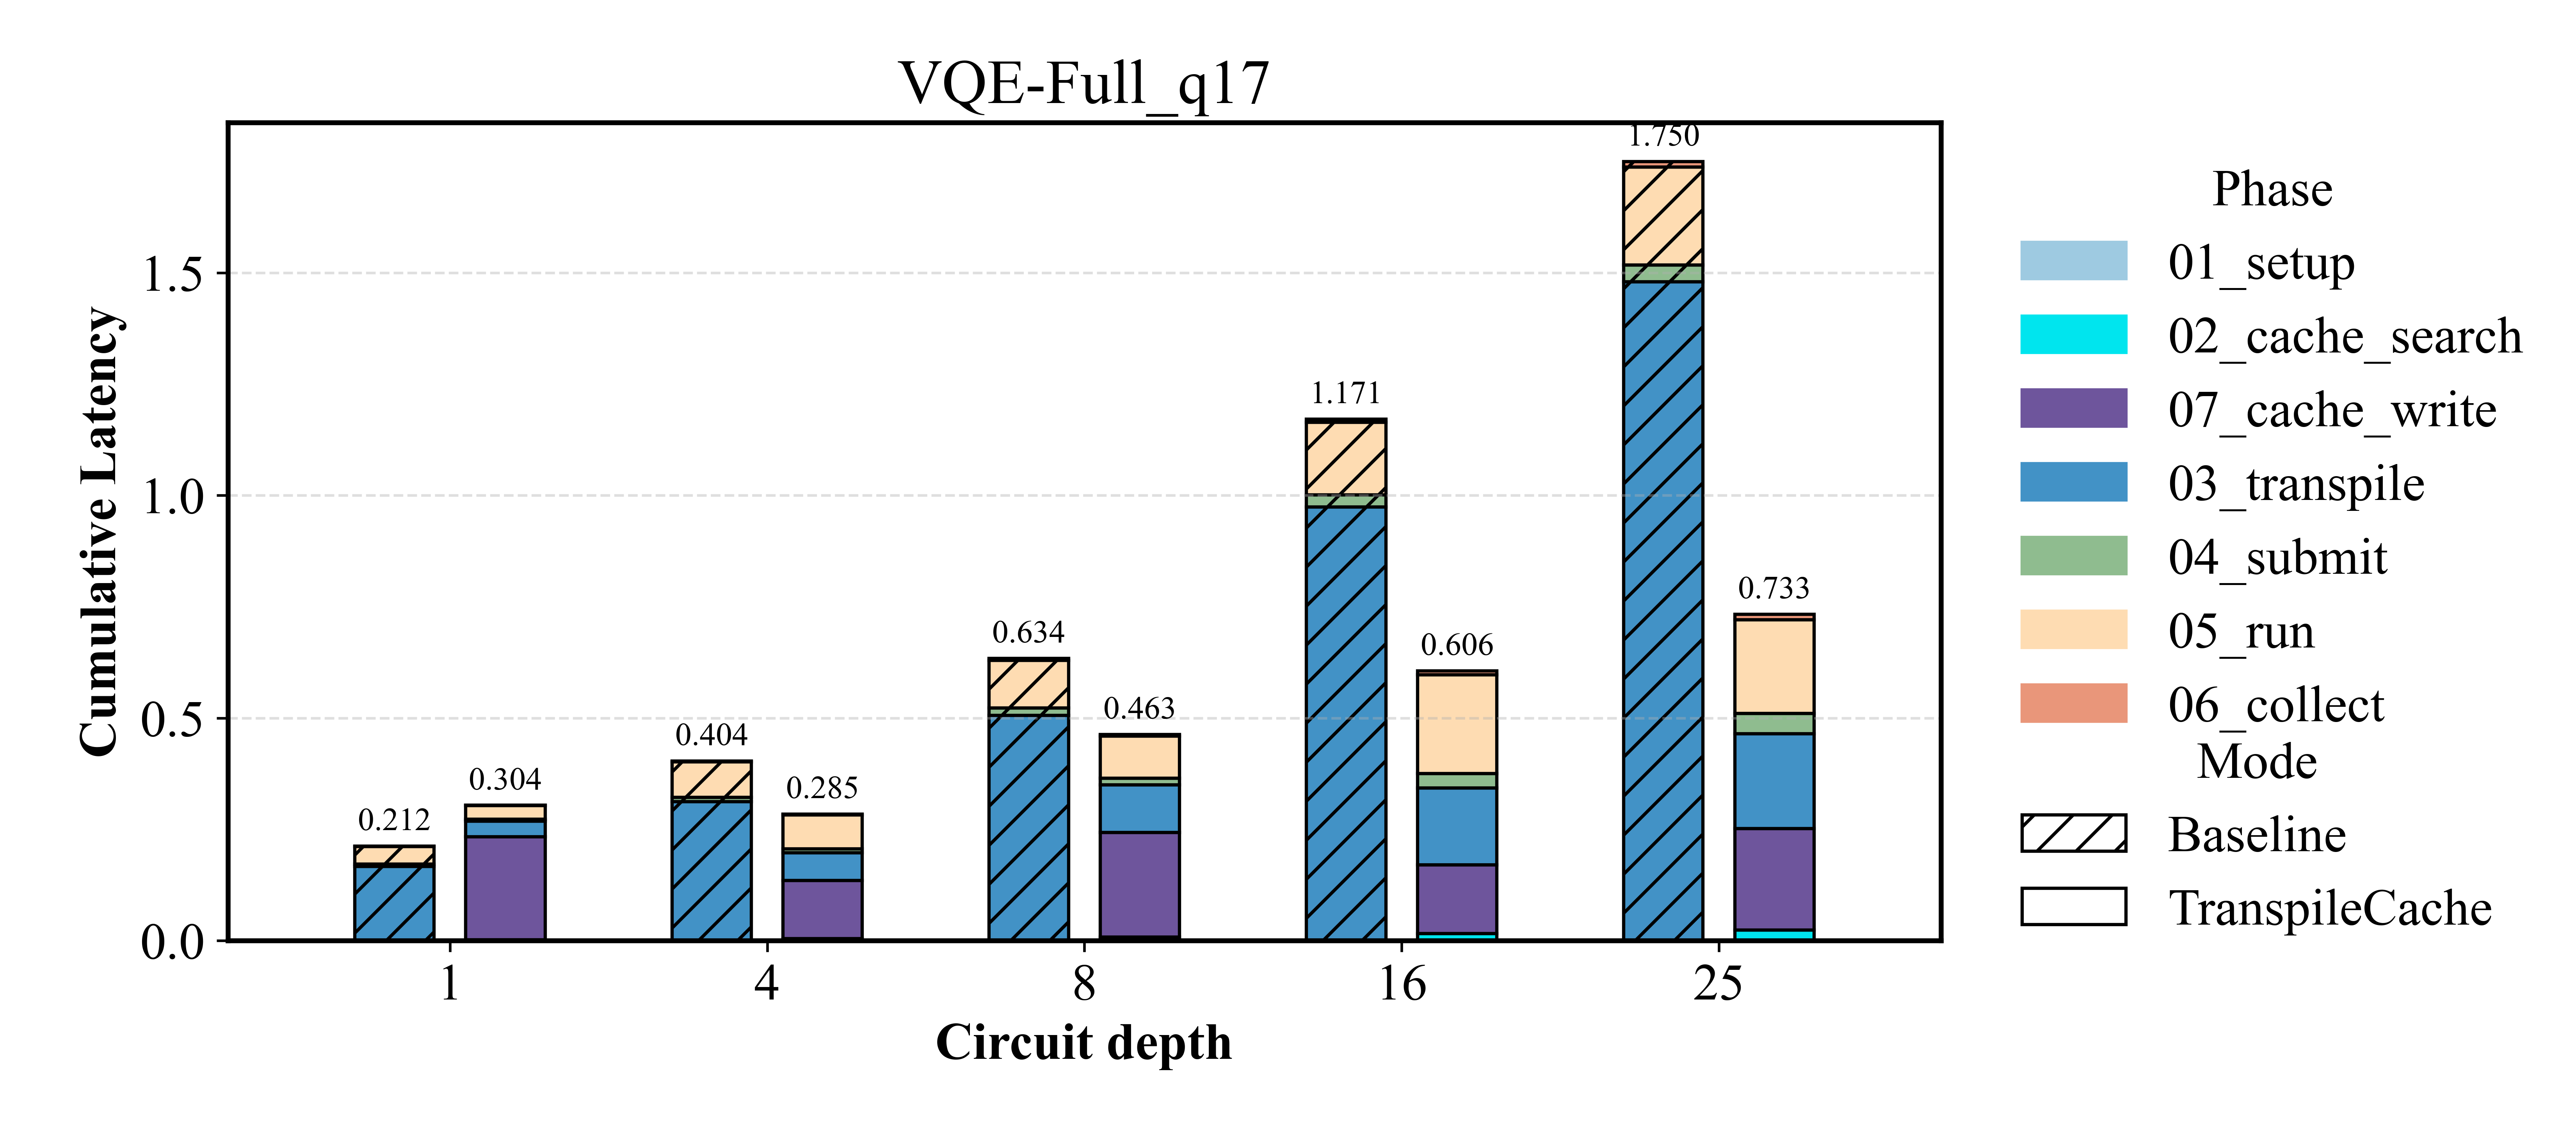 VQE-Full_q17
Cumulative Latency
1.5
1.0
0.5
0.0
0.212
0.304
0.404
0.285
0.634
0.463
1.171
0.606
1.750
0.733
1
4
8
16
25
Circuit depth
Phase
01_setup
02_cache_search
07_cache_write
03_transpile
04_submit
05_run
06_collect
Mode
Baseline
TranspileCache